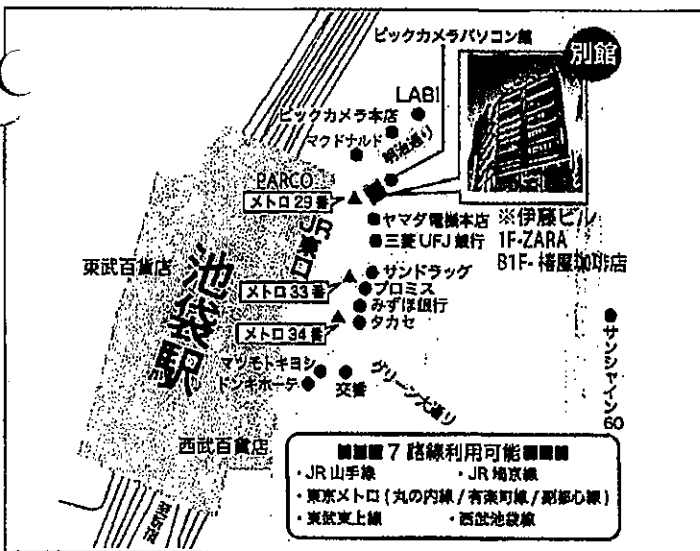 ビックカメラパソコン館
別館
LABI
ビックカメラ本店
マクドナルド
明治通り
PARCO
メトロ29番
JR東口
ヤマダ電機本店
三菱UFJ銀行
※伊藤ビル
1F-ZARA
B1F-椿屋珈琲店
東武百貨店
池袋駅
サンドラッグ
メトロ33番
プロミス
みずほ銀行
メトロ34番
タカセ
サンシャイン60
マツモトキヨシ
ドンキホーテ
交番
グリーン大通り
西武百貨店
7路線利用可能
・JR山手線 ・JR埼京線
・東京メトロ(丸の内線/有楽町線/副都心線)
・東武東上線 ・西武池袋線